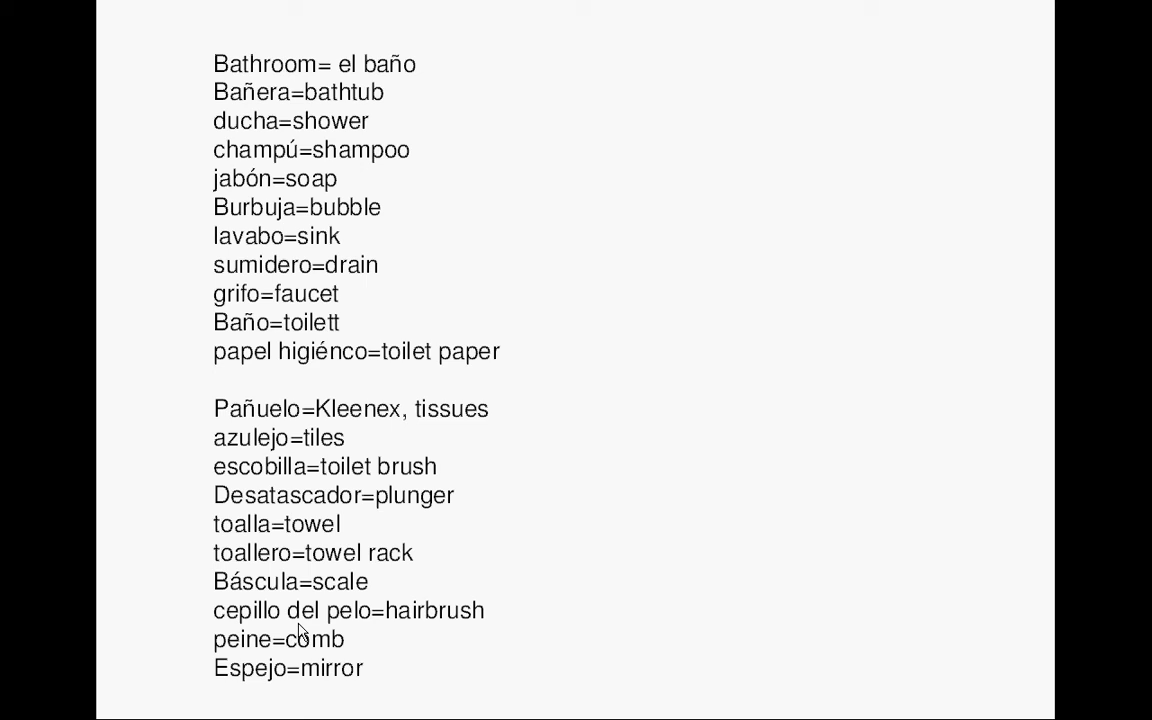 Bathroom= el baño
Bañera=bathtub
ducha=shower
champú=shampoo
jabón=soap
Burbuja=bubble
lavabo=sink
sumidero=drain
grifo=faucet
Baño=toilett
papel higiénco=toilet paper
Pañuelo=Kleenex, tissues
azulejo=tiles
escobilla=toilet brush
Desatascador=plunger
toalla=towel
toallero=towel rack
Báscula=scale
cepillo del pelo=hairbrush
peine=comb
Espejo=mirror